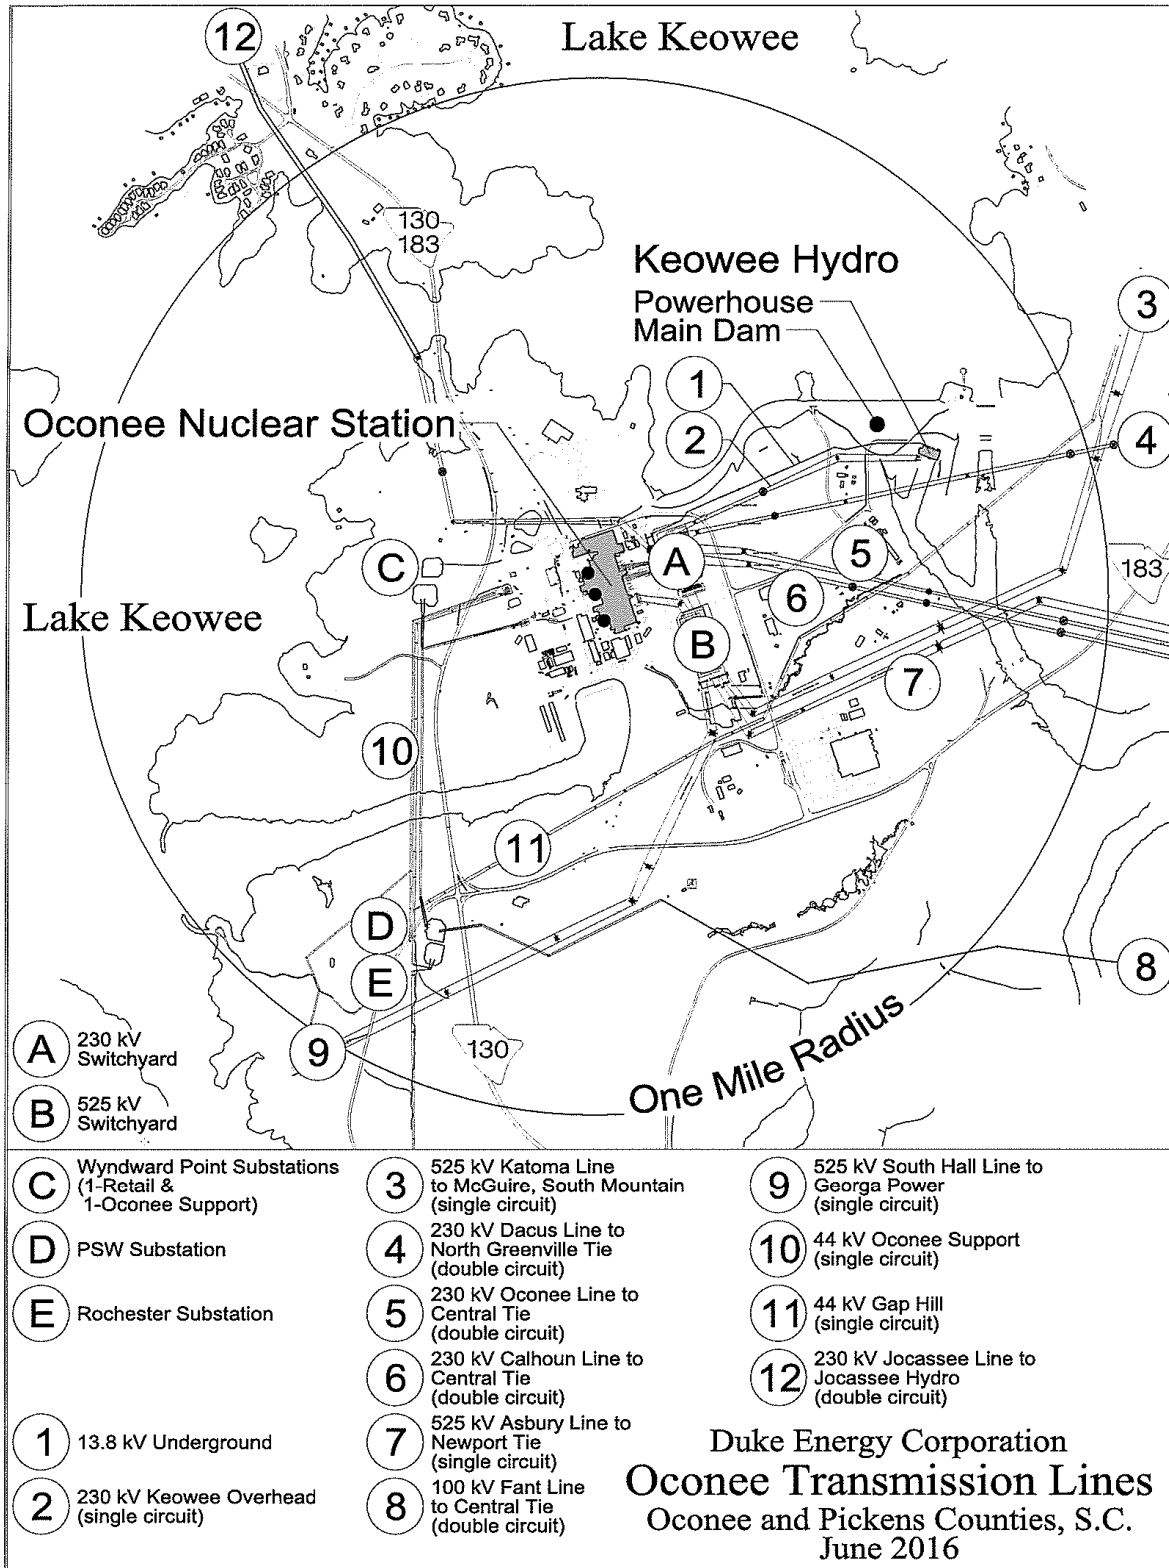 12
Lake Keowee
130
183
Keowee Hydro
Powerhouse
Main Dam
3
1
Oconee Nuclear Station
2
4
C
A
5
183
6
Lake Keowee
B
7
10
11
D
8
E
9
130
One Mile Radius
A
230 kV
Switchyard
B
525 kV
Switchyard
C
Wyndward Point Substations
(1-Retail &
1-Oconee Support)
D
PSW Substation
E
Rochester Substation
1
13.8 kV Underground
2
230 kV Keowee Overhead
(single circuit)
3
525 kV Katoma Line
to McGuire, South Mountain
(single circuit)
4
230 kV Dacus Line to
North Greenville Tie
(double circuit)
5
230 kV Oconee Line to
Central Tie
(double circuit)
6
230 kV Calhoun Line to
Central Tie
(double circuit)
7
525 kV Asbury Line to
Newport Tie
(single circuit)
8
100 kV Fant Line
to Central Tie
(double circuit)
9
525 kV South Hall Line to
Georga Power
(single circuit)
10
44 kV Oconee Support
(single circuit)
11
44 kV Gap Hill
(single circuit)
12
230 kV Jocassee Line to
Jocassee Hydro
(double circuit)
Duke Energy Corporation
Oconee Transmission Lines
Oconee and Pickens Counties, S.C.
June 2016